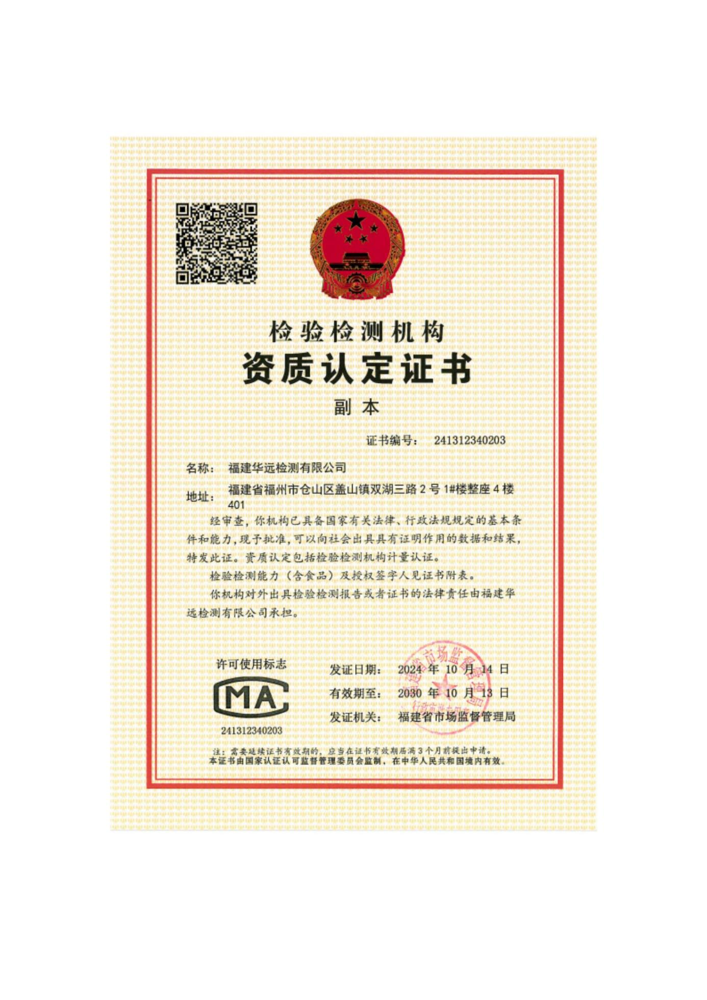 检验检测机构
资质认定证书
副本
证书编号： 241312340203
名称： 福建华远检测有限公司
地址： 福建省福州市仓山区盖山镇双湖三路 2 号 1#楼整座 4 楼
401
经审查，你机构已具备国家有关法律、行政法规规定的基本条
件和能力，现予批准，可以向社会出具具有证明作用的数据和结果，
特发此证。资质认定包括检验检测机构计量认证。
检验检测能力（含食品）及授权签字人见证书附表。
你机构对外出具检验检测报告或者证书的法律责任由福建华
远检测有限公司承担。
许可使用标志
MA
241312340203
发证日期： 2024 年 10 月 14 日
有效期至： 2030 年 10 月 13 日
发证机关： 福建省市场监督管理局
福建省市场监督管理局
注：需要延续证书有效期的，应当在证书有效期届满 3 个月前提出申请。
本证书由国家认证认可监督管理委员会监制，在中华人民共和国境内有效。